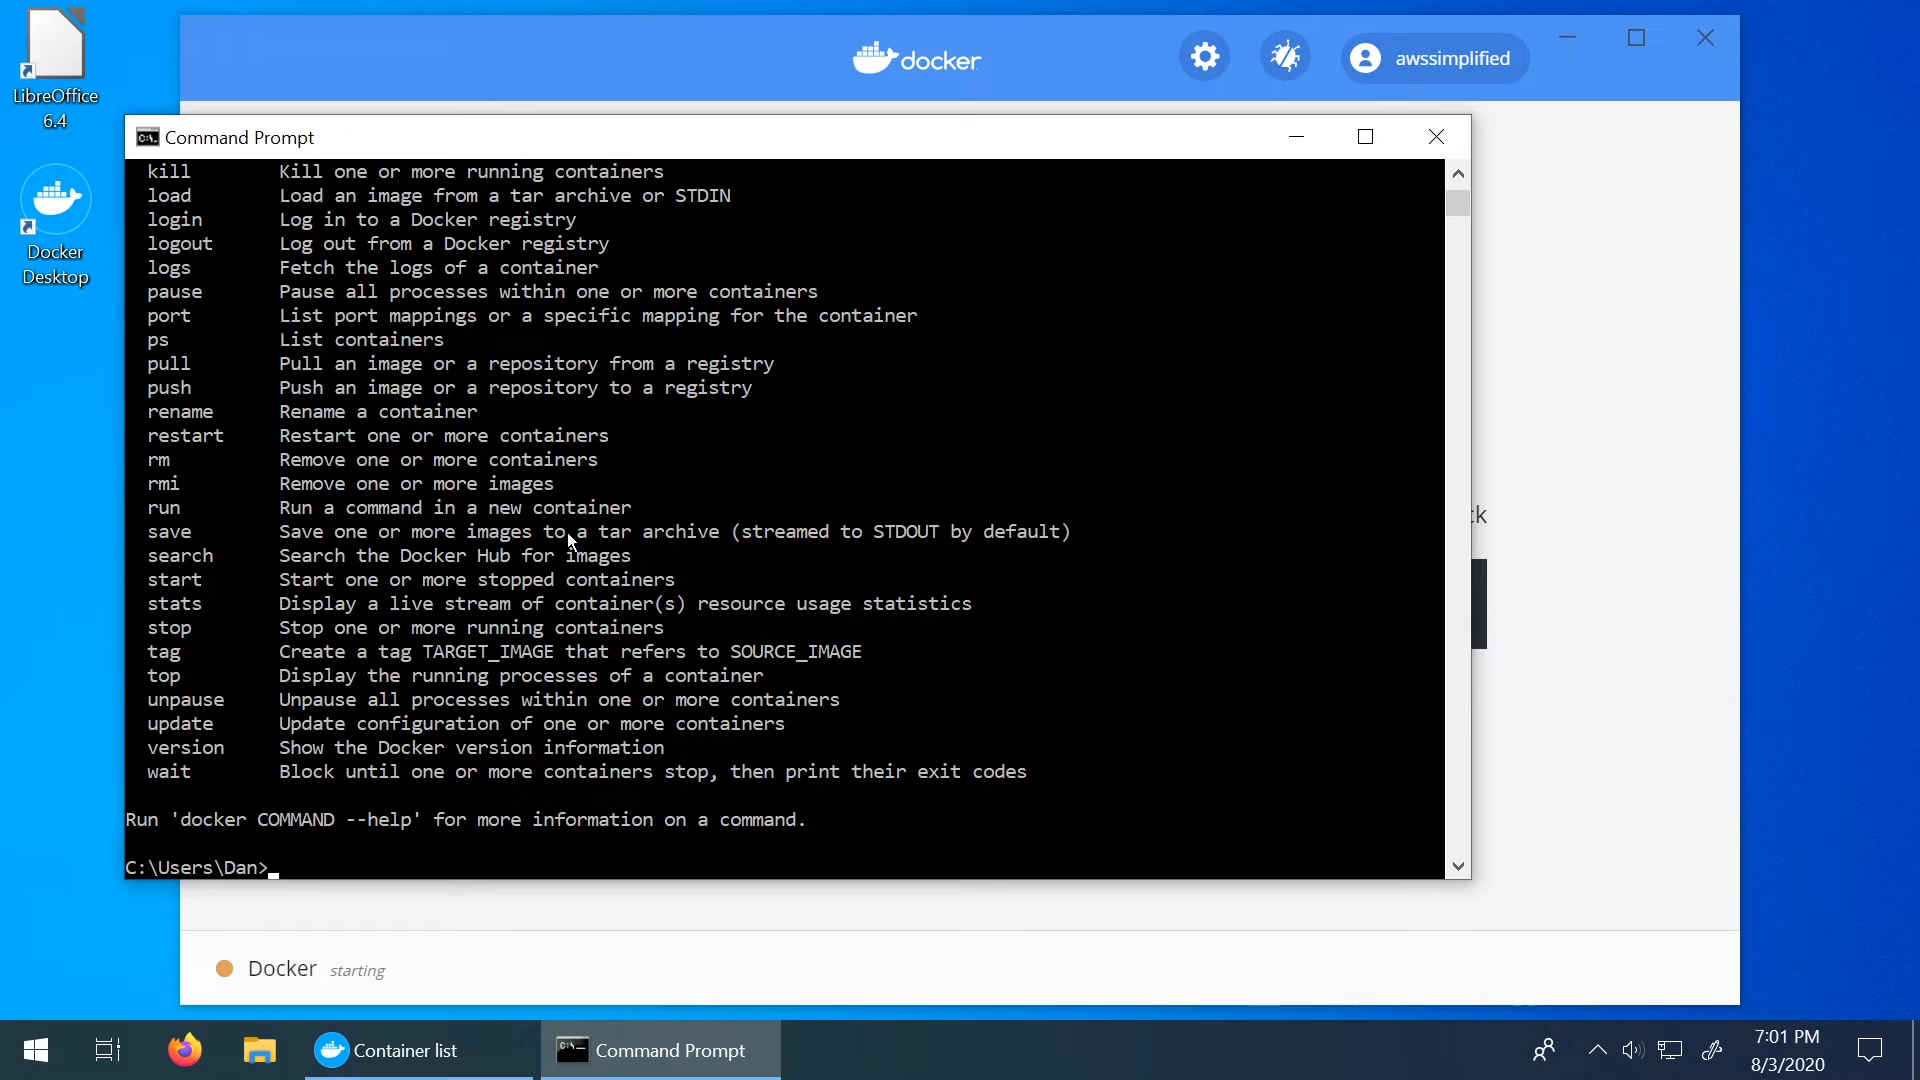 LibreOffice
6.4
docker
awssimplified
Docker
Desktop
Command Prompt
kill Kill one or more running containers
load Load an image from a tar archive or STDIN
login Log in to a Docker registry
logout Log out from a Docker registry
logs Fetch the logs of a container
pause Pause all processes within one or more containers
port List port mappings or a specific mapping for the container
ps List containers
pull Pull an image or a repository from a registry
push Push an image or a repository to a registry
rename Rename a container
restart Restart one or more containers
rm Remove one or more containers
rmi Remove one or more images
run Run a command in a new container
save Save one or more images to a tar archive (streamed to STDOUT by default)
search Search the Docker Hub for images
start Start one or more stopped containers
stats Display a live stream of container(s) resource usage statistics
stop Stop one or more running containers
tag Create a tag TARGET_IMAGE that refers to SOURCE_IMAGE
top Display the running processes of a container
unpause Unpause all processes within one or more containers
update Update configuration of one or more containers
version Show the Docker version information
wait Block until one or more containers stop, then print their exit codes
Run 'docker COMMAND --help' for more information on a command.
C:\Users\Dan>
Docker starting
Container list
Command Prompt
7:01 PM
8/3/2020